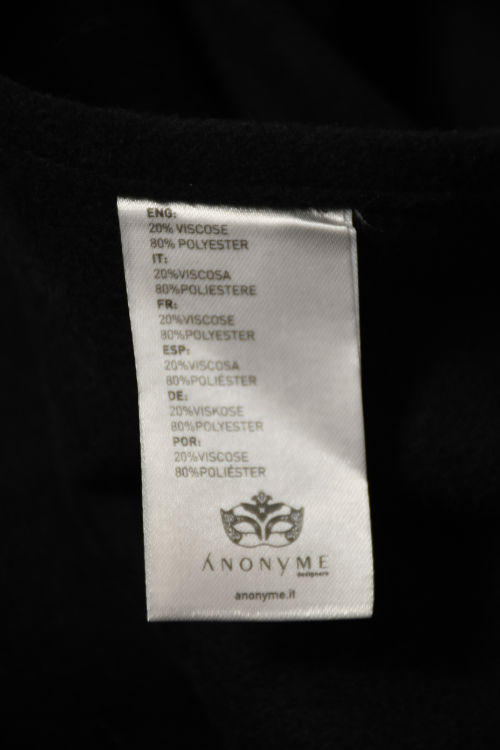 ENG:
20% VISCOSE
80% POLYESTER
IT:
20%VISCOSA
80%POLIESTERE
FR:
20%VISCOSE
80%POLYESTER
ESP:
20%VISCOSA
80%POLIÉSTER
DE:
20%VISKOSE
80%POLYESTER
POR:
20%VISCOSE
80%POLIÉSTER
ÁNONYME
designers
anonyme.it